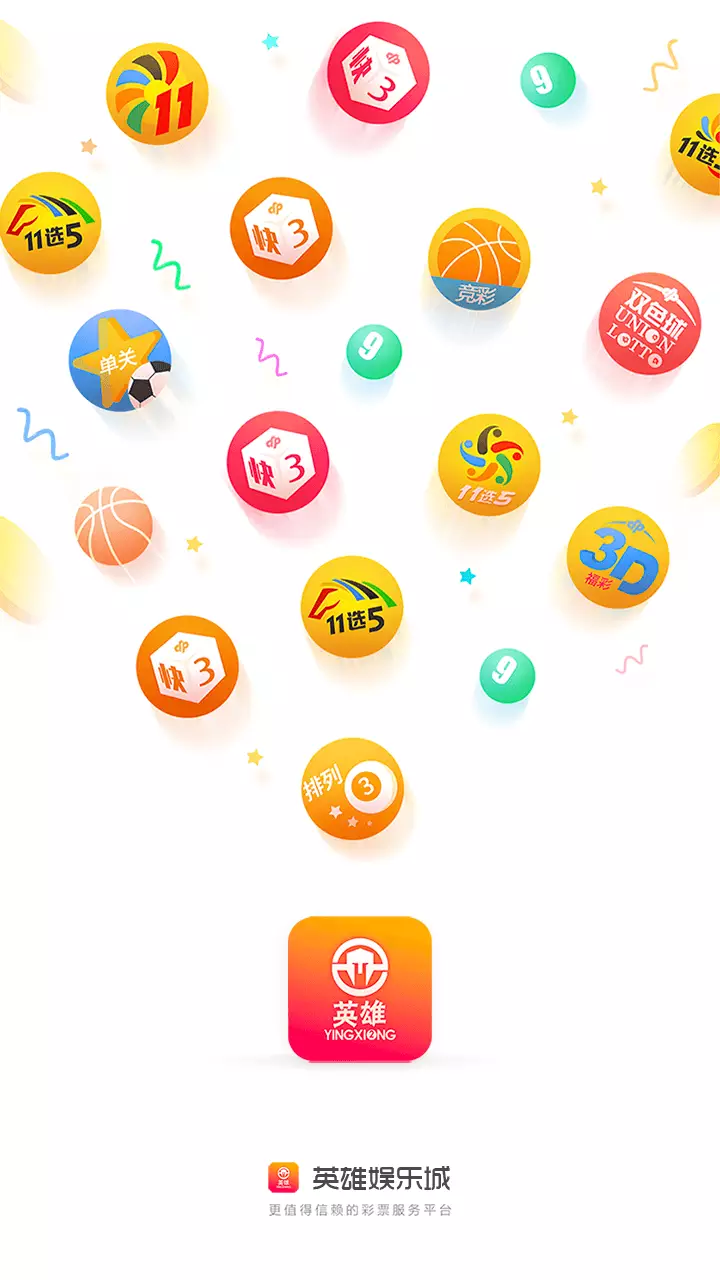 11
快3
9
11选
11选5
快3
竞彩
双色球
UNION
LOTTO
单关
9
快3
11选5
3D
福彩
11选5
快3
9
排列3
英雄
YINGXIONG
英雄娱乐城
更值得信赖的彩票服务平台